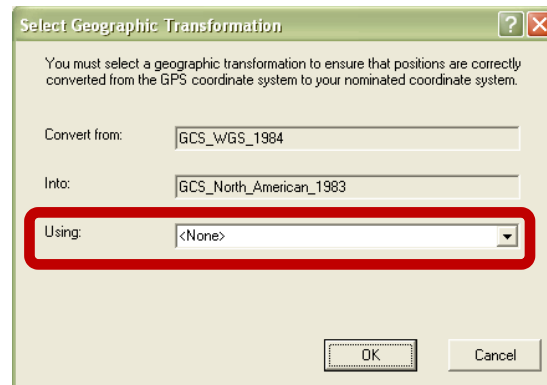 Select Geographic Transformation
You must select a geographic transformation to ensure that positions are correctly
converted from the GPS coordinate system to your nominated coordinate system.
Convert from: GCS_WGS_1984
Into: GCS_North_American_1983
Using: <None>
OK Cancel